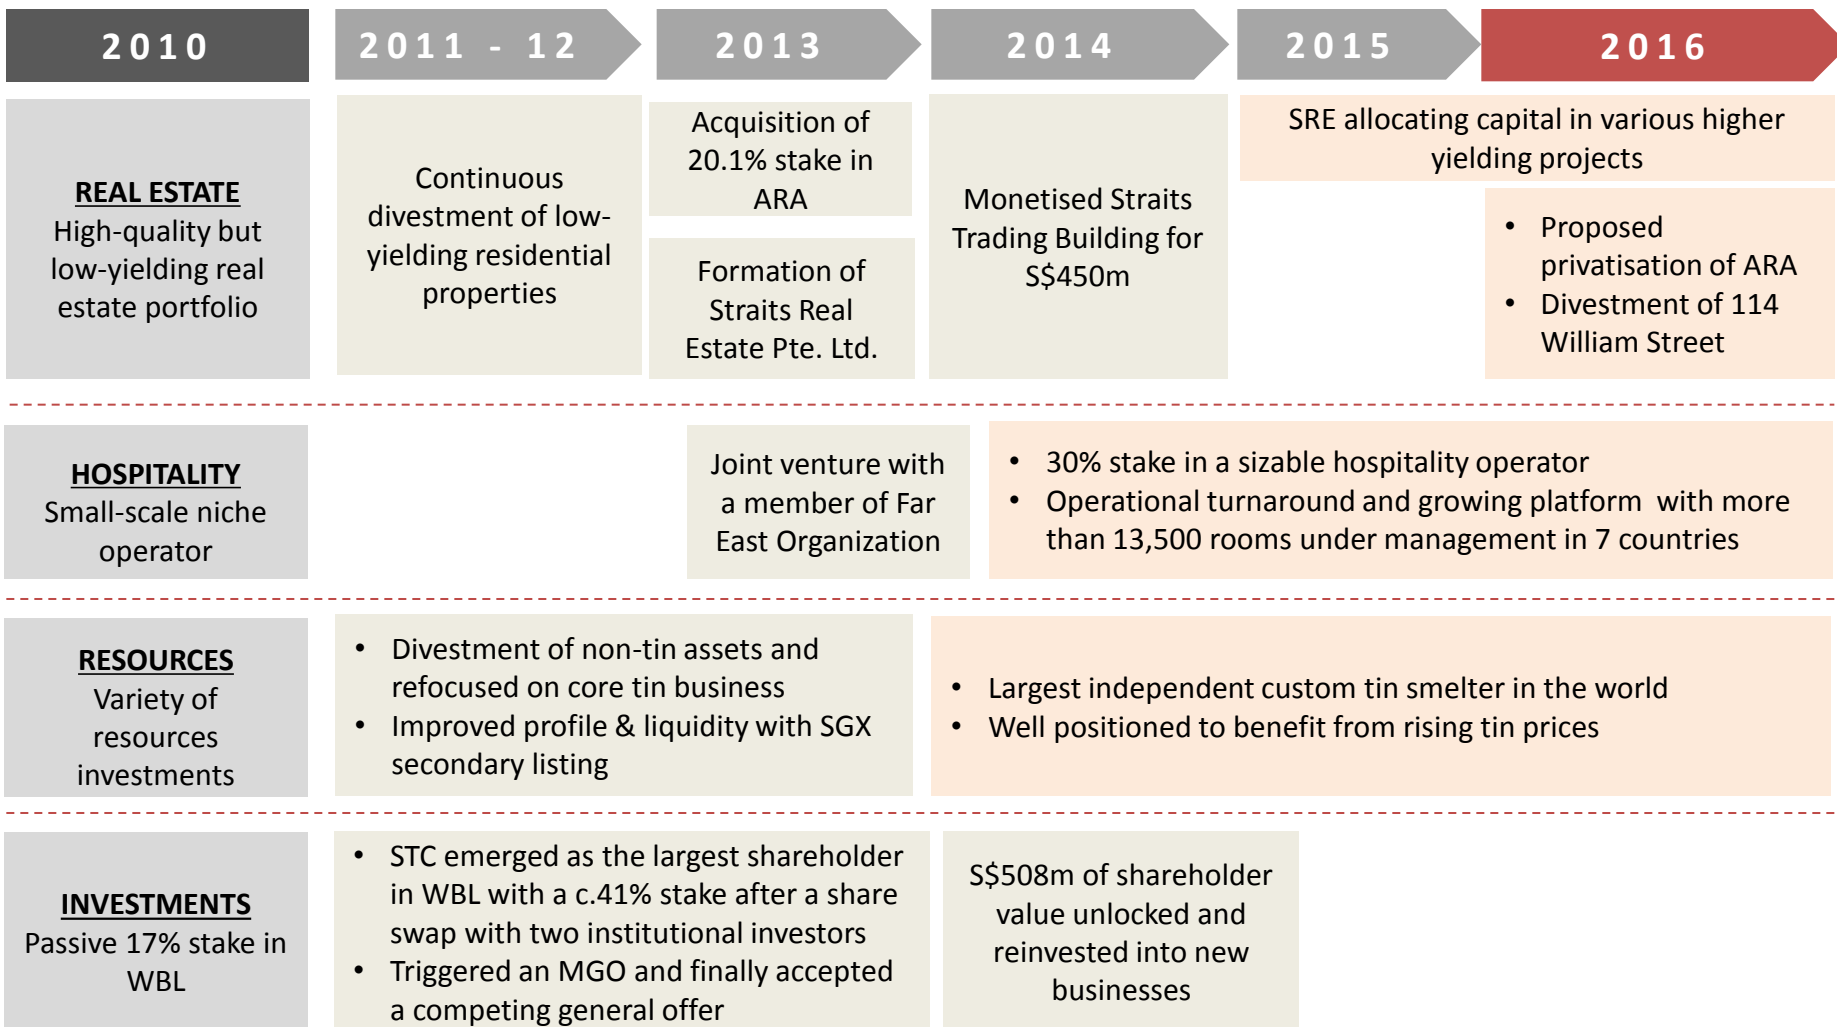 2010
2011 - 12
2013
2014
2015
2016
REAL ESTATE
High-quality but
low-yielding real
estate portfolio
Continuous
divestment of low-
yielding residential
properties
Acquisition of
20.1% stake in
ARA
Formation of
Straits Real
Estate Pte. Ltd.
Monetised Straits
Trading Building for
S$450m
SRE allocating capital in various higher
yielding projects
• Proposed
privatisation of ARA
• Divestment of 114
William Street
HOSPITALITY
Small-scale niche
operator
Joint venture with
a member of Far
East Organization
• 30% stake in a sizable hospitality operator
• Operational turnaround and growing platform with more
than 13,500 rooms under management in 7 countries
RESOURCES
Variety of
resources
investments
• Divestment of non-tin assets and
refocused on core tin business
• Improved profile & liquidity with SGX
secondary listing
• Largest independent custom tin smelter in the world
• Well positioned to benefit from rising tin prices
INVESTMENTS
Passive 17% stake in
WBL
• STC emerged as the largest shareholder
in WBL with a c.41% stake after a share
swap with two institutional investors
• Triggered an MGO and finally accepted
a competing general offer
S$508m of shareholder
value unlocked and
reinvested into new
businesses